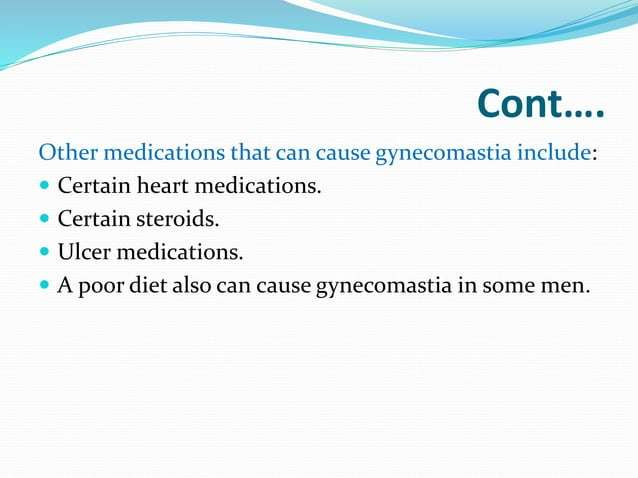 Cont….
Other medications that can cause gynecomastia include:
• Certain heart medications.
• Certain steroids.
• Ulcer medications.
• A poor diet also can cause gynecomastia in some men.